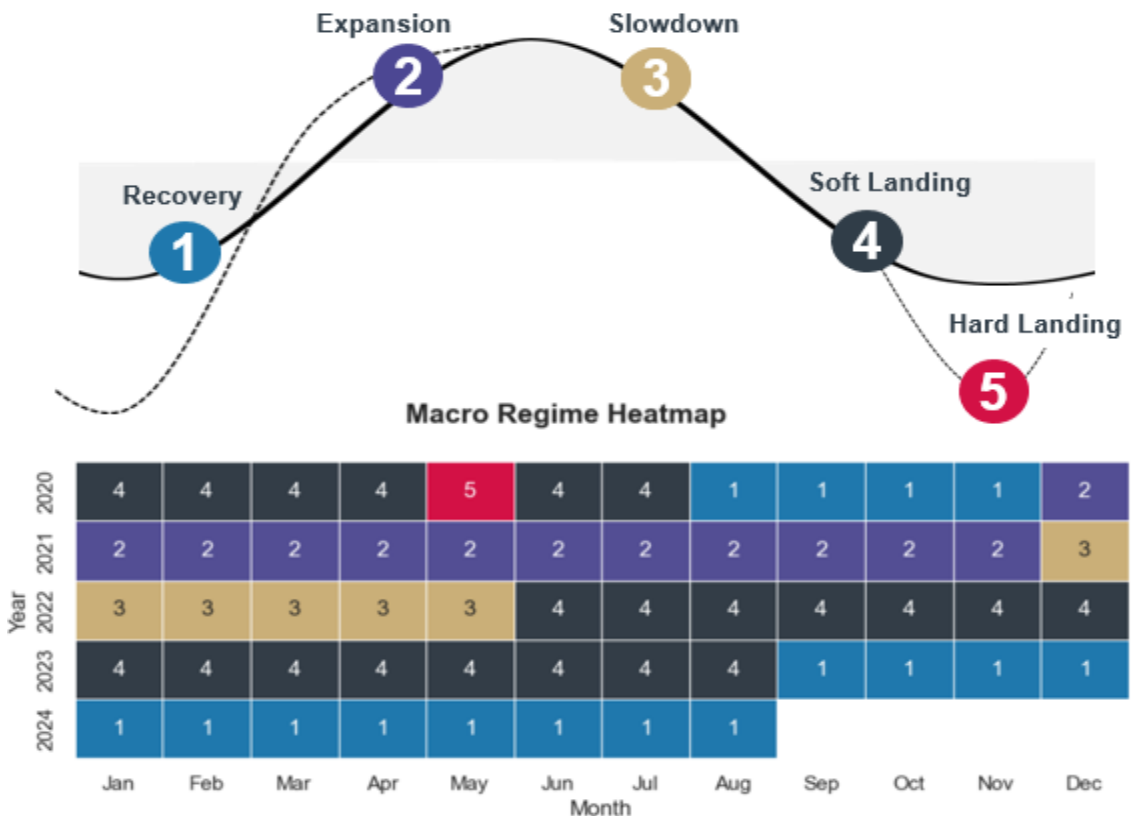 Expansion Slowdown
2 3
Recovery Soft Landing
1 4
Hard Landing
5
Macro Regime Heatmap
Year
2020 4 4 4 4 5 4 4 1 1 1 1 2
2021 2 2 2 2 2 2 2 2 2 2 2 3
2022 3 3 3 3 3 4 4 4 4 4 4 4
2023 4 4 4 4 4 4 4 4 1 1 1 1
2024 1 1 1 1 1 1 1 1
Jan Feb Mar Apr May Jun Jul Aug Sep Oct Nov Dec
Month